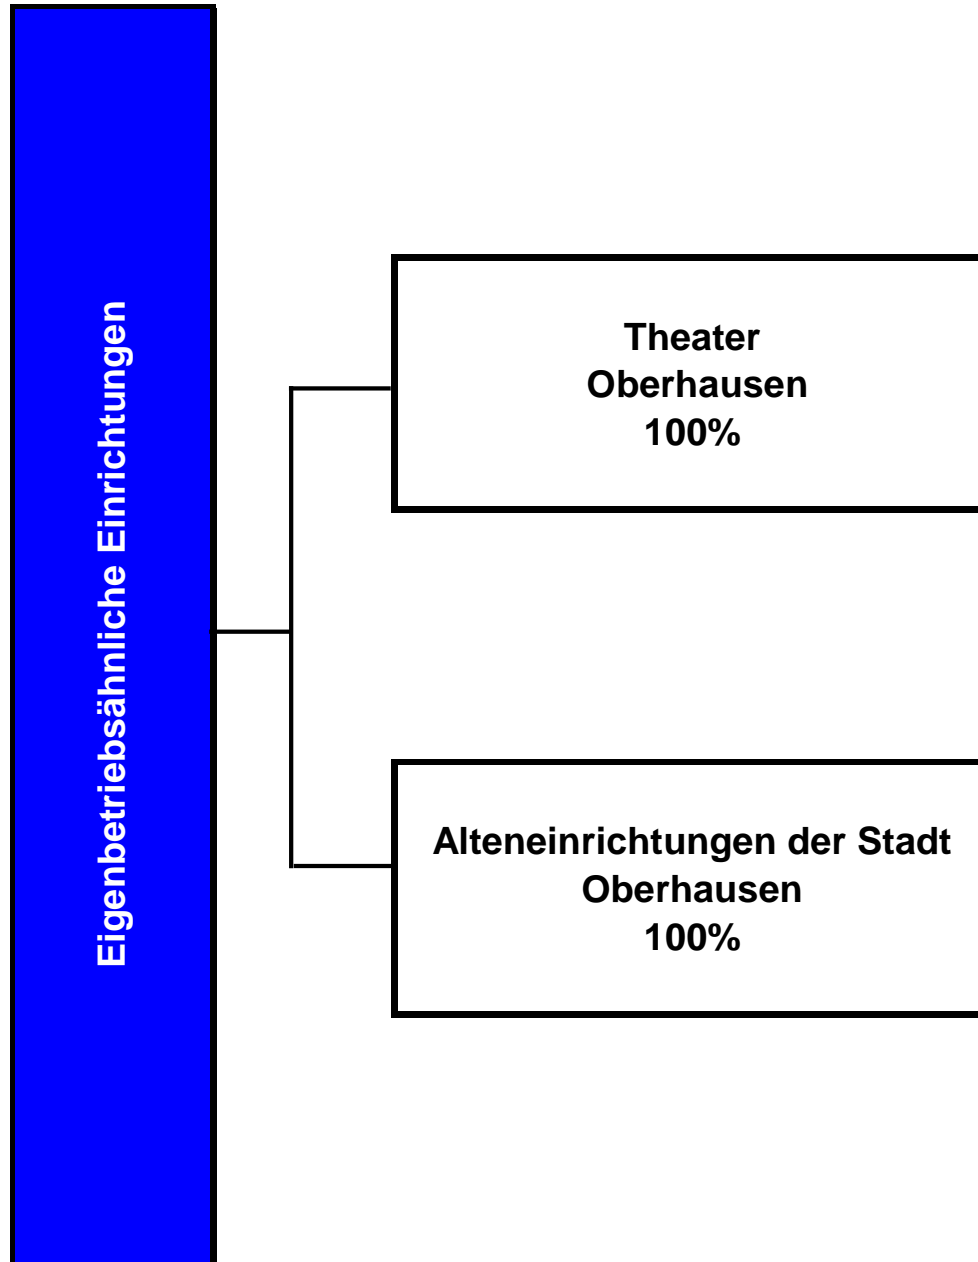 Eigenbetriebsähnliche Einrichtungen
Theater
Oberhausen
100%
Alteneinrichtungen der Stadt
Oberhausen
100%